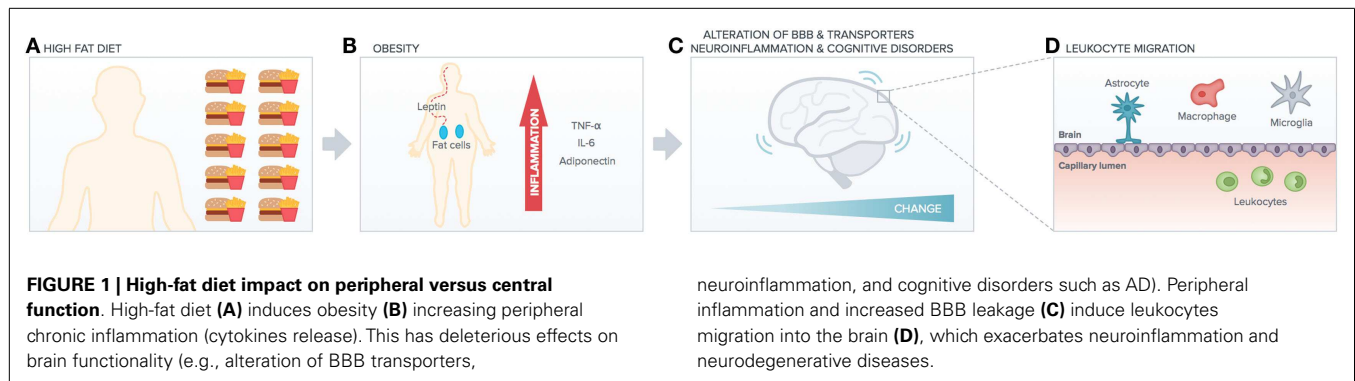 A HIGH FAT DIET
B OBESITY
Leptin
Fat cells
INFLAMMATION
TNF-α
IL-6
Adiponectin
ALTERATION OF BBB & TRANSPORTERS
C NEUROINFLAMMATION & COGNITIVE DISORDERS
CHANGE
D LEUKOCYTE MIGRATION
Astrocyte
Macrophage
Microglia
Brain
Capillary lumen
Leukocytes
FIGURE 1 | High-fat diet impact on peripheral versus central
function. High-fat diet (A) induces obesity (B) increasing peripheral
chronic inflammation (cytokines release). This has deleterious effects on
brain functionality (e.g., alteration of BBB transporters,
neuroinflammation, and cognitive disorders such as AD). Peripheral
inflammation and increased BBB leakage (C) induce leukocytes
migration into the brain (D), which exacerbates neuroinflammation and
neurodegenerative diseases.